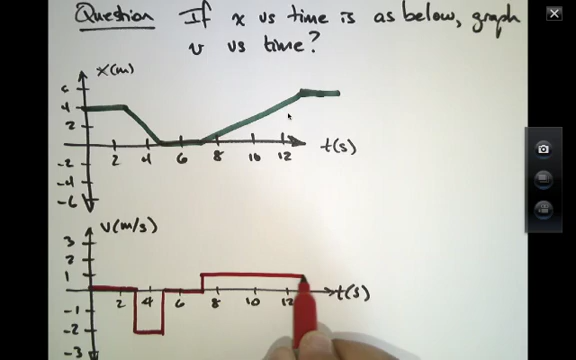 Question If x vs time is as below, graph
v vs time?
x(m)
6
4
2
-2
-4
-6
2 4 6 8 10 12 t(s)
v(m/s)
3
2
1
-1
-2
-3
2 4 6 8 10 12 t(s)